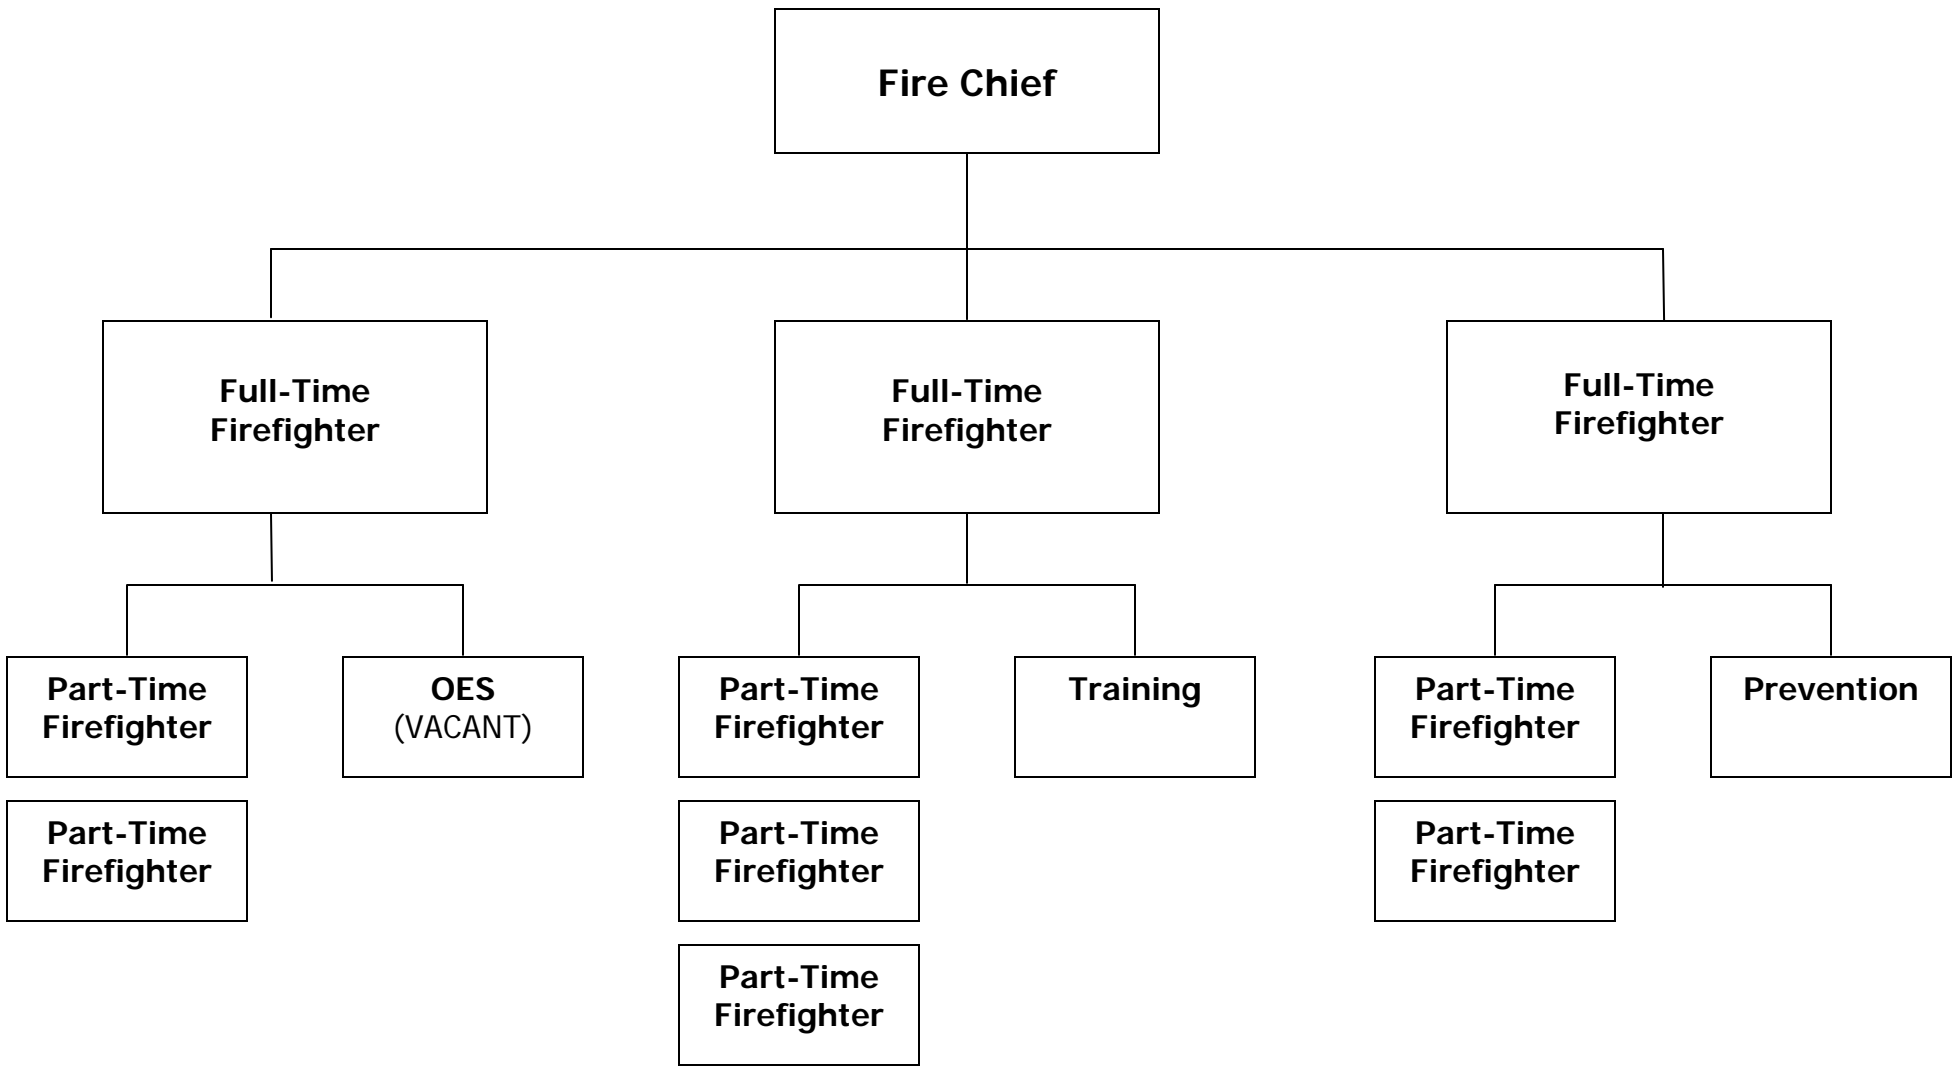 Fire Chief
Full-Time
Firefighter
Full-Time
Firefighter
Full-Time
Firefighter
Part-Time
Firefighter
OES
(VACANT)
Part-Time
Firefighter
Training
Part-Time
Firefighter
Prevention
Part-Time
Firefighter
Part-Time
Firefighter
Part-Time
Firefighter
Part-Time
Firefighter